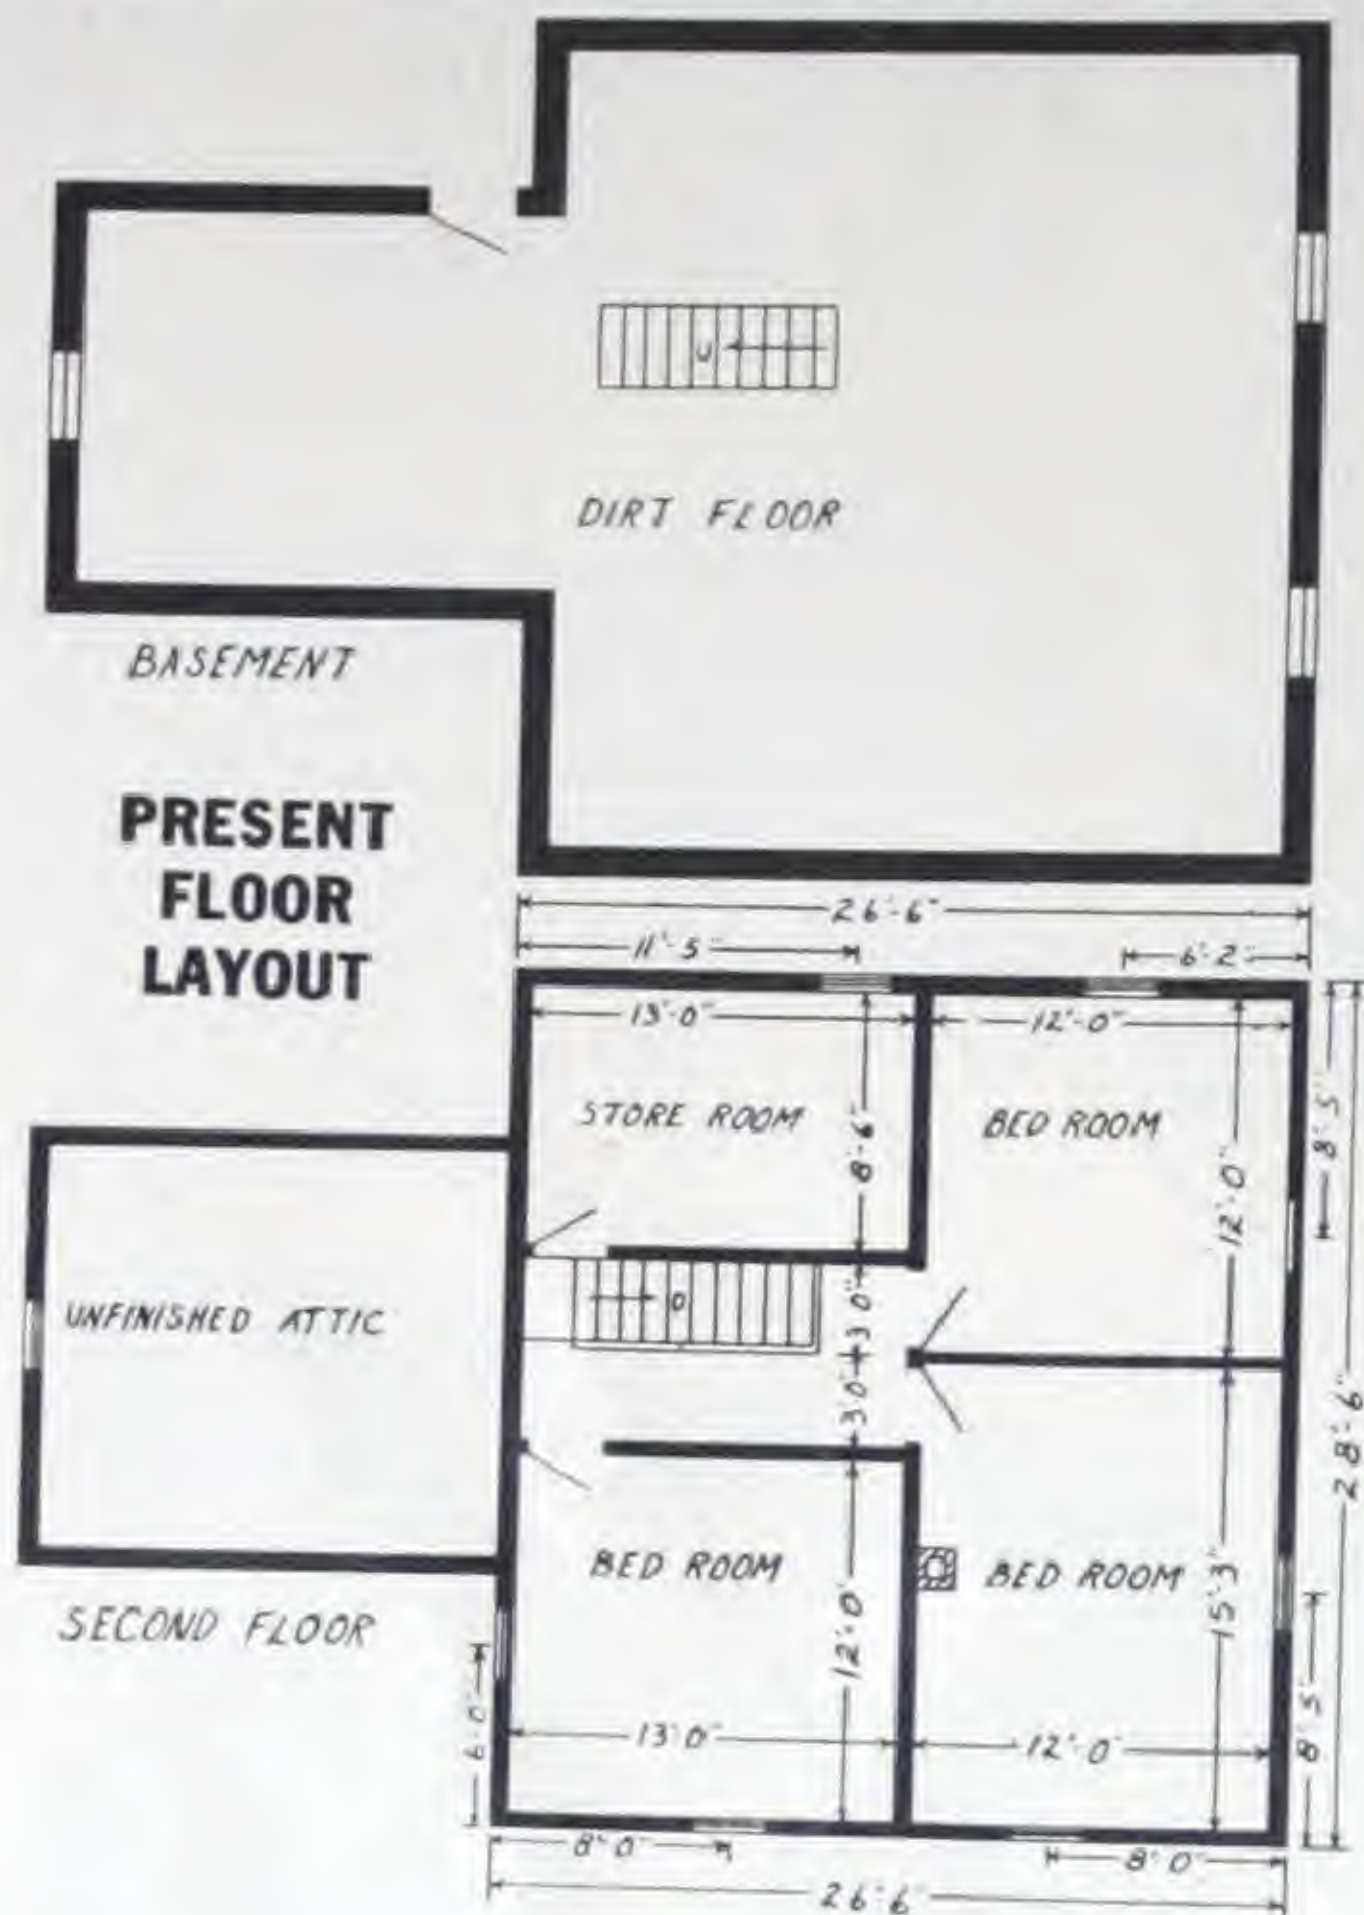 U
DIRT FLOOR
BASEMENT
PRESENT
FLOOR
LAYOUT
26'-6"
11'-5"
6'-2"
13'-0"
12'-0"
STORE ROOM
BED ROOM
8'-6"
12'-0"
8'-5"
UNFINISHED ATTIC
D
3'0"
3'0"
28'-6"
BED ROOM
BED ROOM
12'-0"
15'-3"
SECOND FLOOR
6'-0"
13'0"
12'-0"
8'-5"
8'-0"
8'0"
26'6"